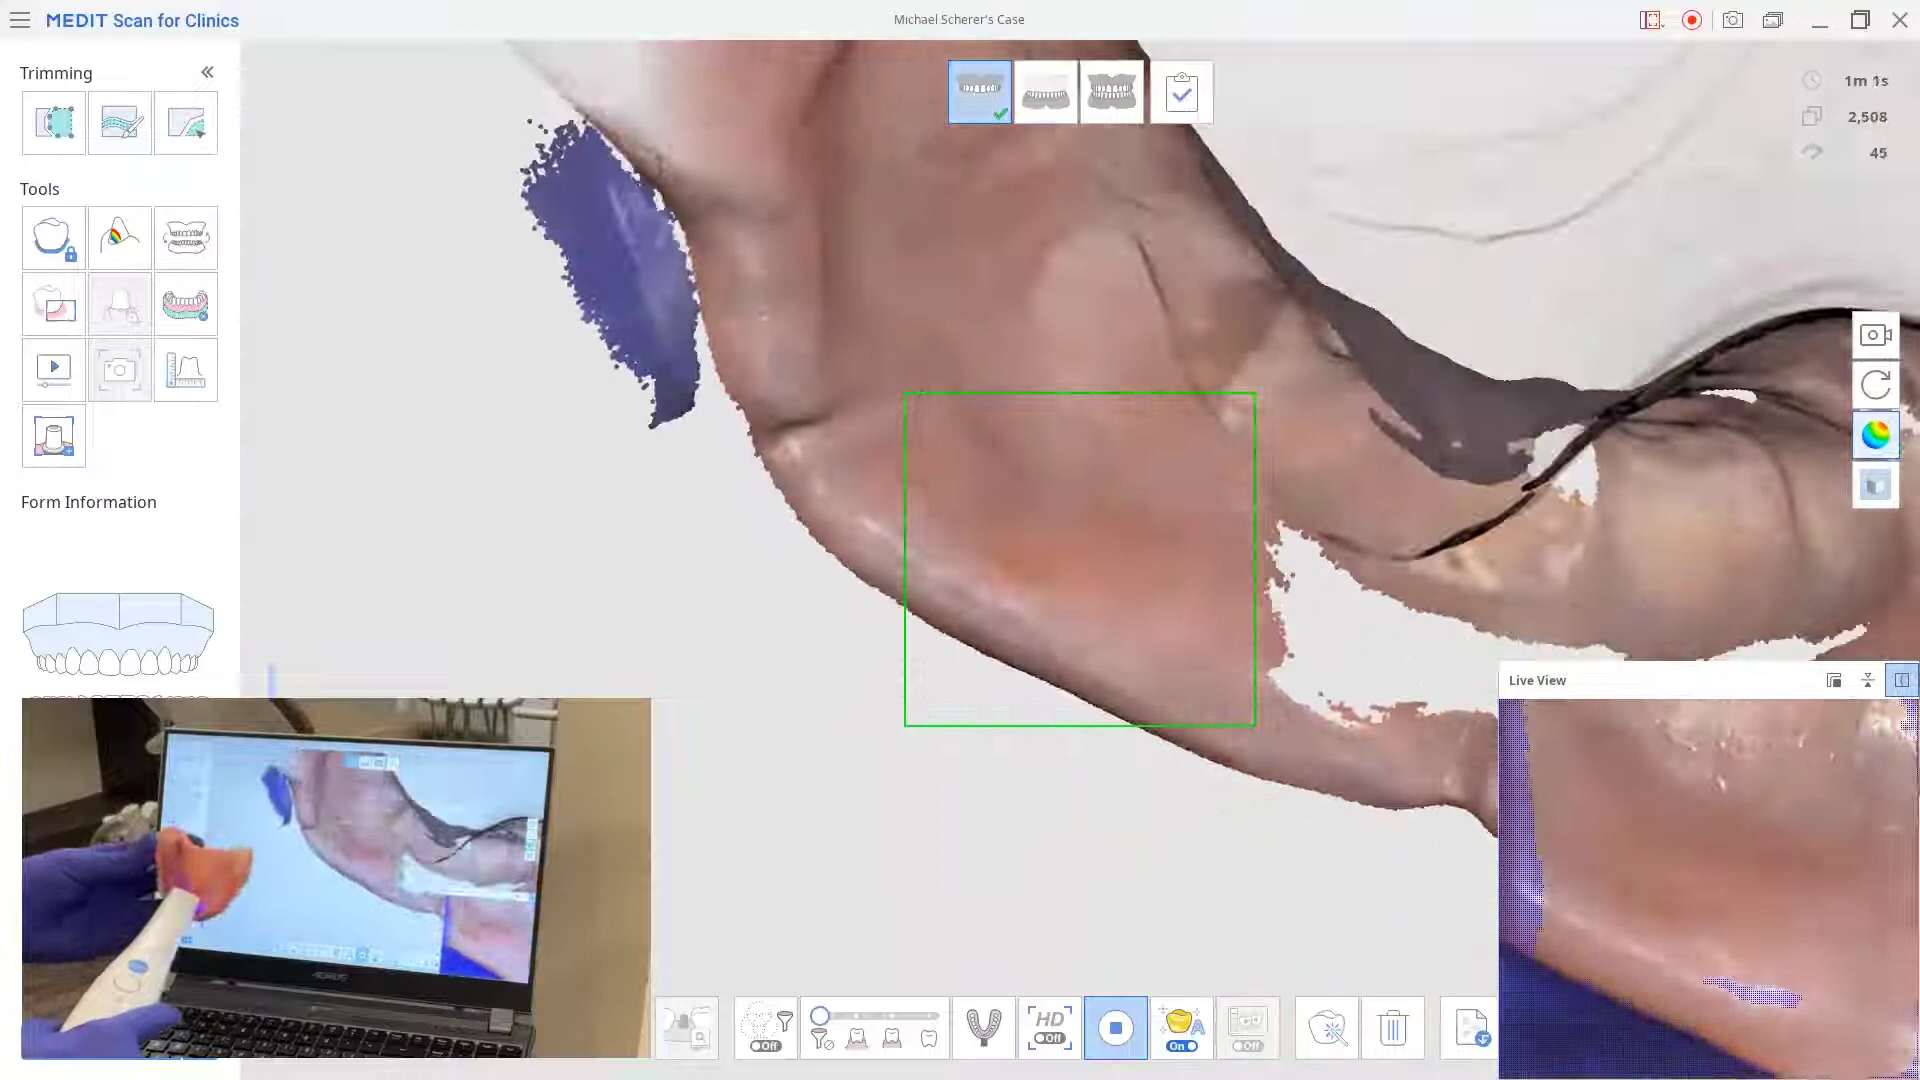 MEDIT Scan for Clinics
Michael Scherer's Case
Trimming
1m 1s
2,508
45
Tools
Form Information
Live View
AORUS
Off
HD
Off
A
On
Off